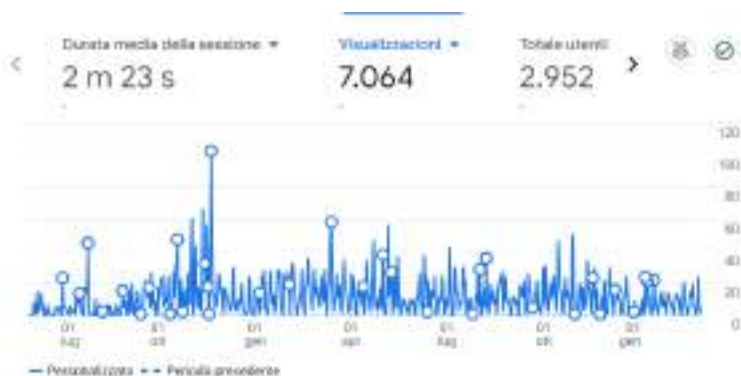 Durata media della sessione Visualizzazioni Totale utenti
2 m 23 s 7.064 2.952
120
100
80
60
40
20
0
01 01 01 01 01 01 01
lug ott gen apr lug ott gen
Personalizzato Periodo precedente